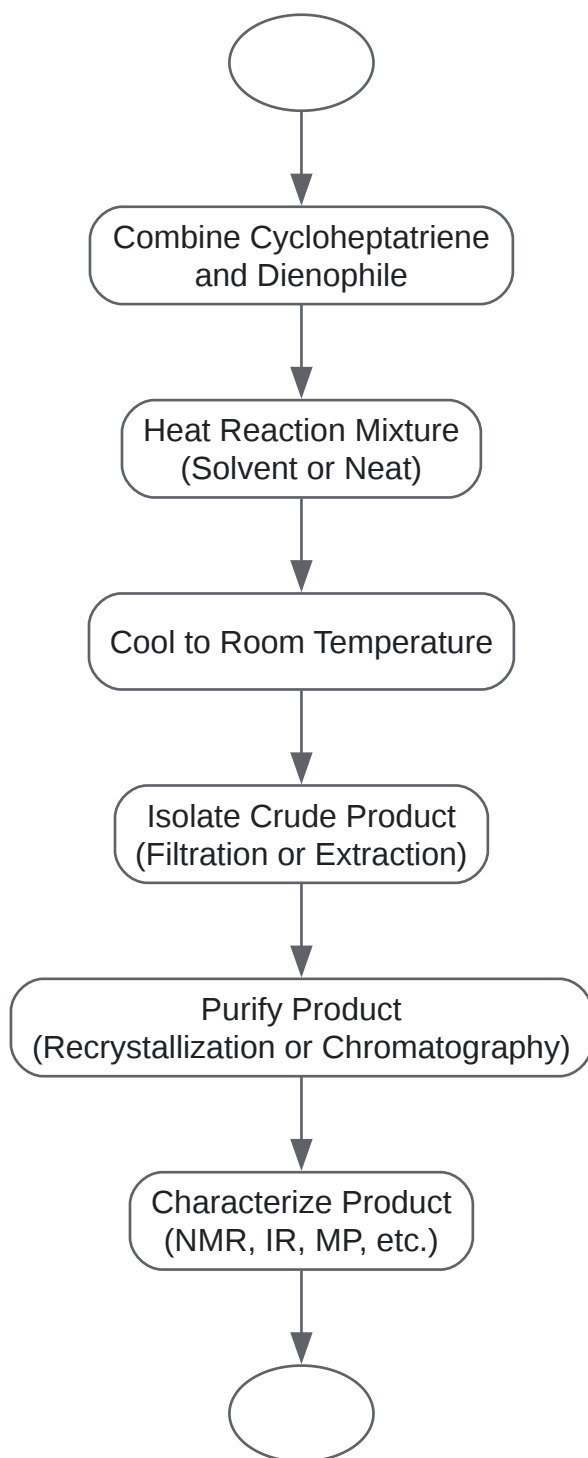 Combine Cycloheptatriene
and Dienophile
Heat Reaction Mixture
(Solvent or Neat)
Cool to Room Temperature
Isolate Crude Product
(Filtration or Extraction)
Purify Product
(Recrystallization or Chromatography)
Characterize Product
(NMR, IR, MP, etc.)